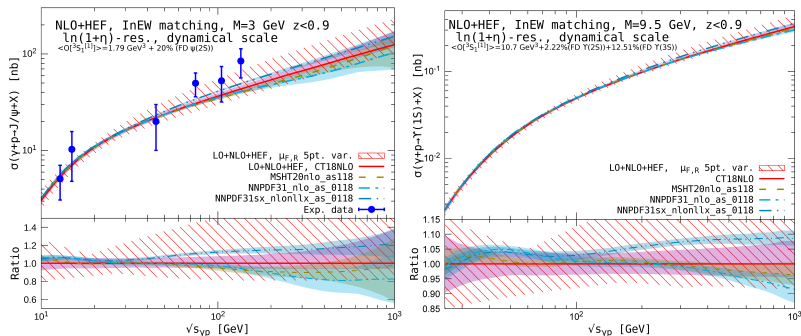 NLO+HEF, InEW matching, M=3 GeV z<0.9
ln(1+η)-res., dynamical scale
<O[³S₁^[1]]>=1.79 GeV³ + 20% (FD ψ(2S))
σ(γ+p→J/ψ+X) [nb]
10²
10¹
LO+NLO+HEF, μF,R 5pt. var.
LO+NLO+HEF, CT18NLO
MSHT20nlo_as118
NNPDF31_nlo_as_0118
NNPDF31sx_nlonllx_as_0118
Exp. data
Ratio
1.4
1.2
1.0
0.8
0.6
10¹
10²
10³
√sγp [GeV]
NLO+HEF, InEW matching, M=9.5 GeV, z<0.9
ln(1+η)-res., dynamical scale
<O[³S₁^[1]]>=10.7 GeV³+2.22%(FD ϒ(2S))+12.51%(FD ϒ(3S))
σ(γ+p→ϒ(1S)+X) [nb]
10⁻¹
10⁻²
LO+NLO+HEF, μF,R 5pt. var.
CT18NLO
MSHT20nlo_as118
NNPDF31_nlo_as_0118
NNPDF31sx_nlonllx_as_0118
Ratio
1.15
1.10
1.05
1.00
0.95
0.90
0.85
10²
10³
√sγp [GeV]